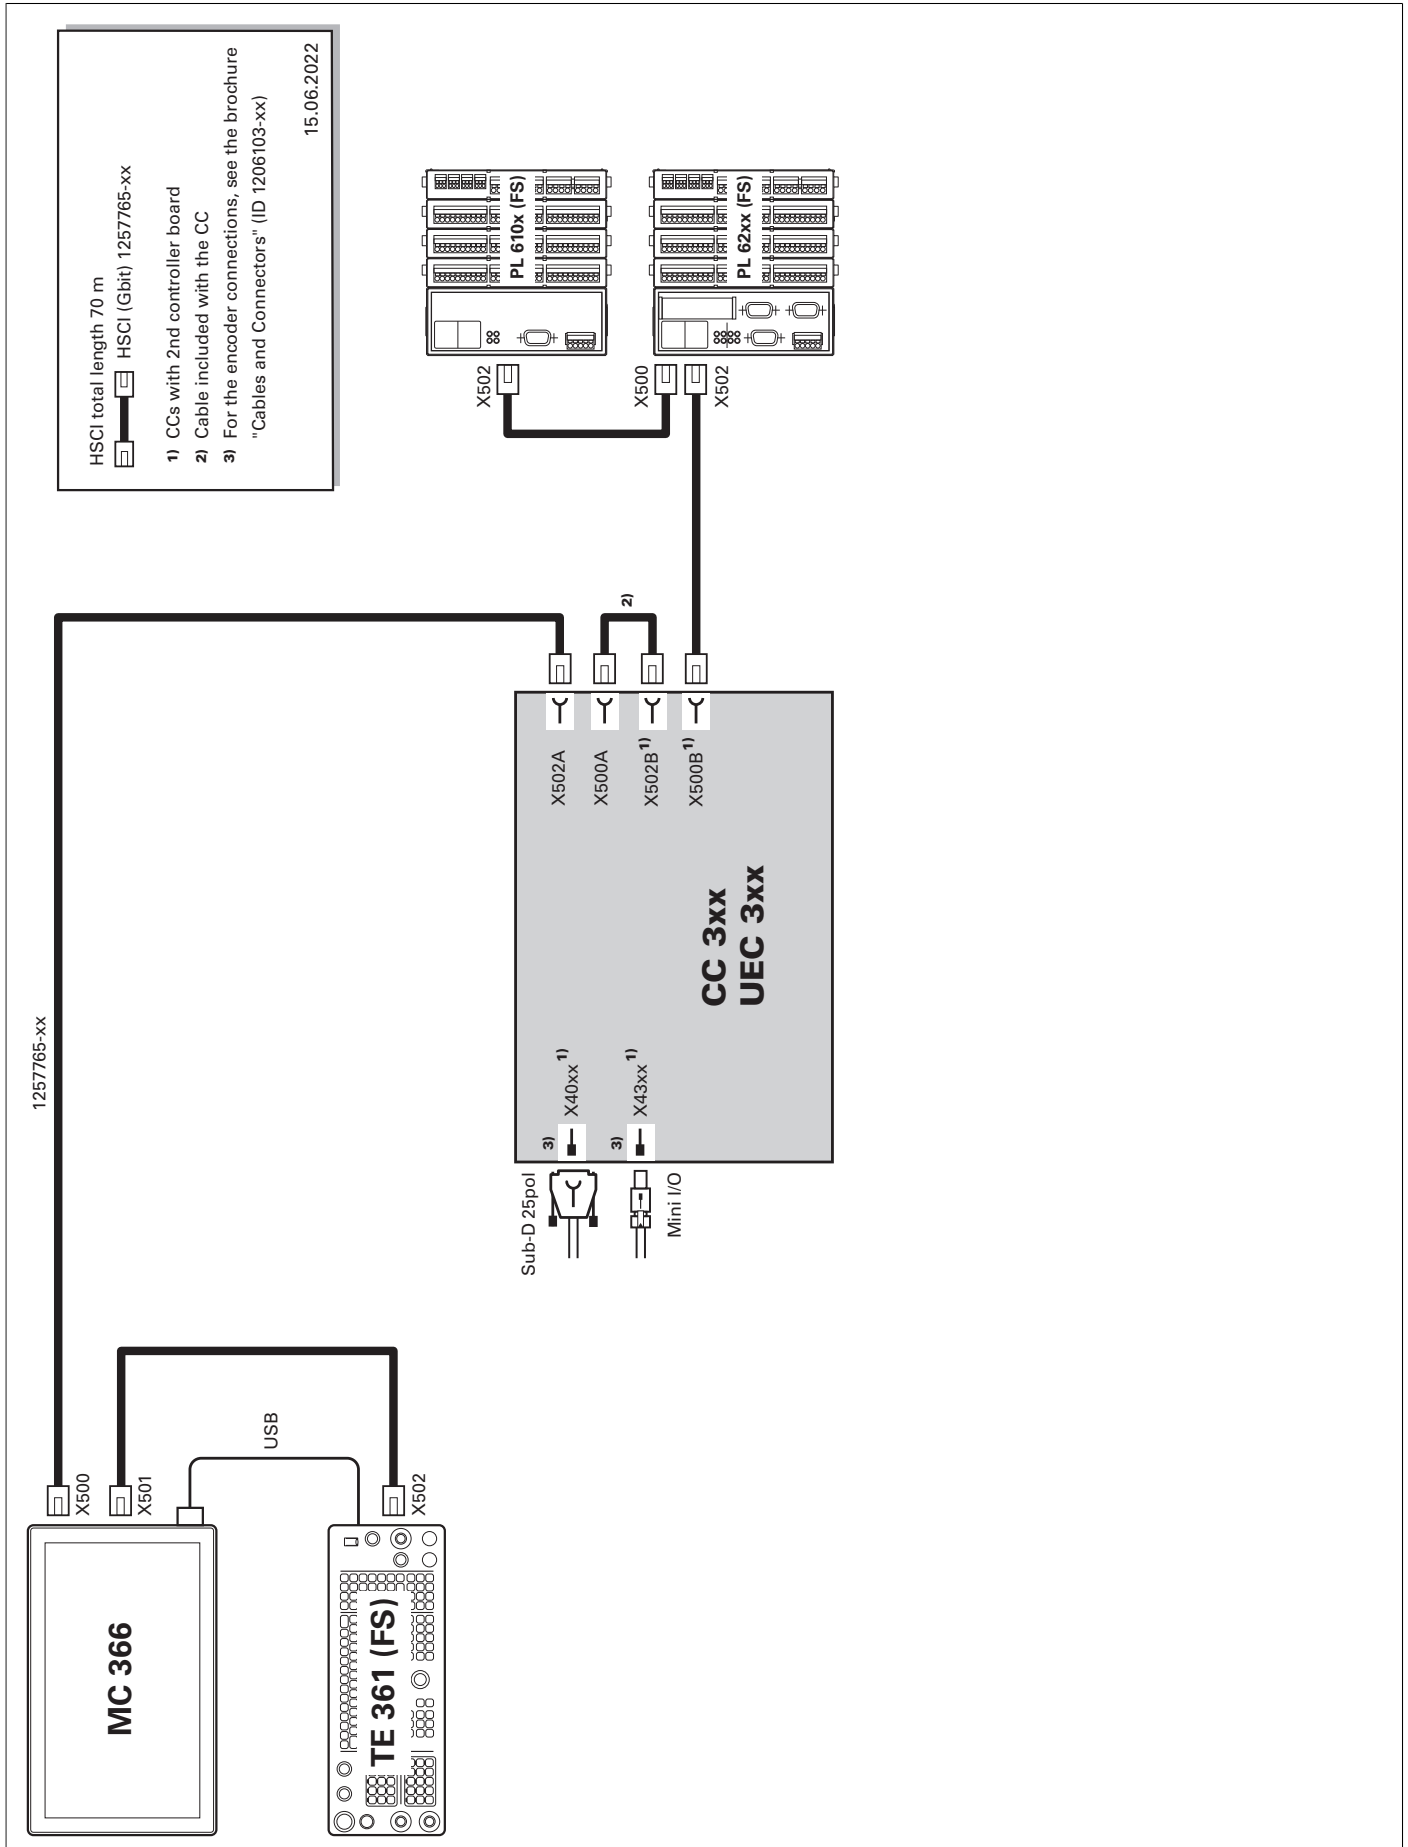 HSCI total length 70 m
HSCI (Gbit) 1257765-xx
1) CCs with 2nd controller board
2) Cable included with the CC
3) For the encoder connections, see the brochure
"Cables and Connectors" (ID 1206103-xx)
15.06.2022
1257765-xx
MC 366
X500
X501
USB
TE 361 (FS)
X502
Sub-D 25pol
3)
X40xx 1)
3)
X43xx 1)
Mini I/O
CC 3xx
UEC 3xx
X502A
X500A
X502B 1)
X500B 1)
2)
X502
PL 610x (FS)
X500
X502
PL 62xx (FS)